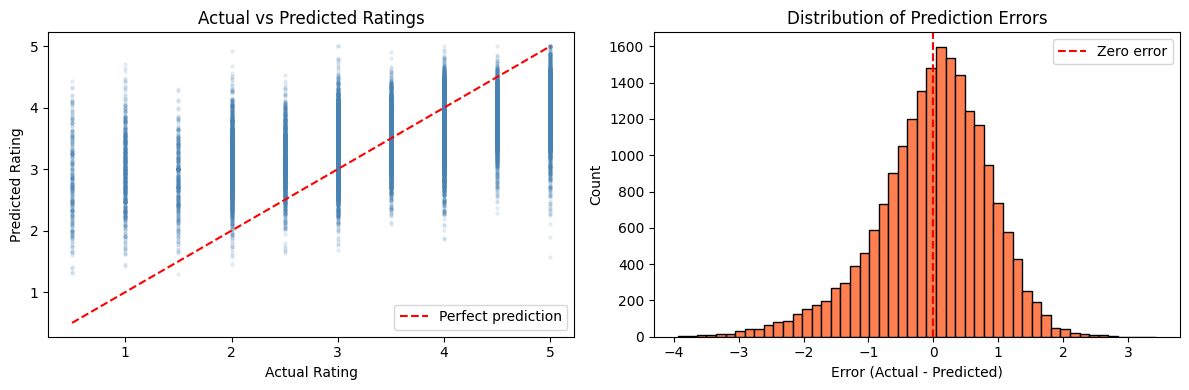 Actual vs Predicted Ratings
Predicted Rating
5
4
3
2
1
1 2 3 4 5
Actual Rating
Perfect prediction
Distribution of Prediction Errors
Count
1600
1400
1200
1000
800
600
400
200
0
−4 −3 −2 −1 0 1 2 3
Error (Actual - Predicted)
Zero error